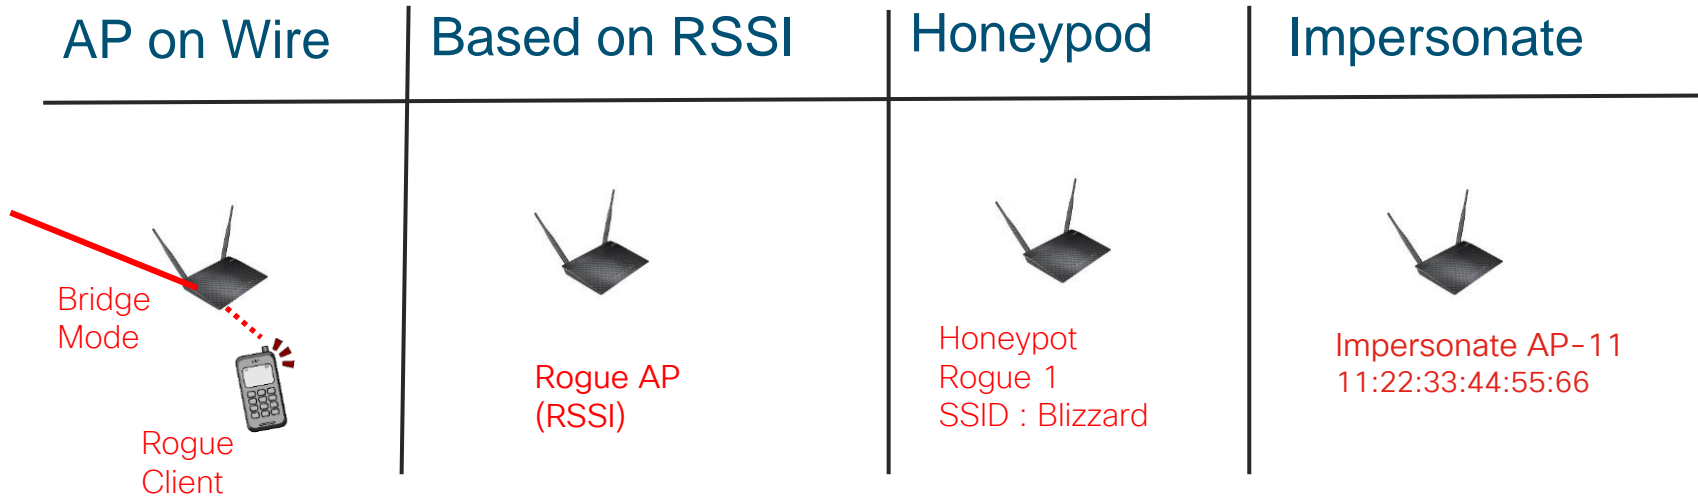 AP on Wire
Based on RSSI
Honeypod
Impersonate
Bridge
Mode
Rogue
Client
Rogue AP
(RSSI)
Honeypot
Rogue 1
SSID : Blizzard
Impersonate AP-11
11:22:33:44:55:66